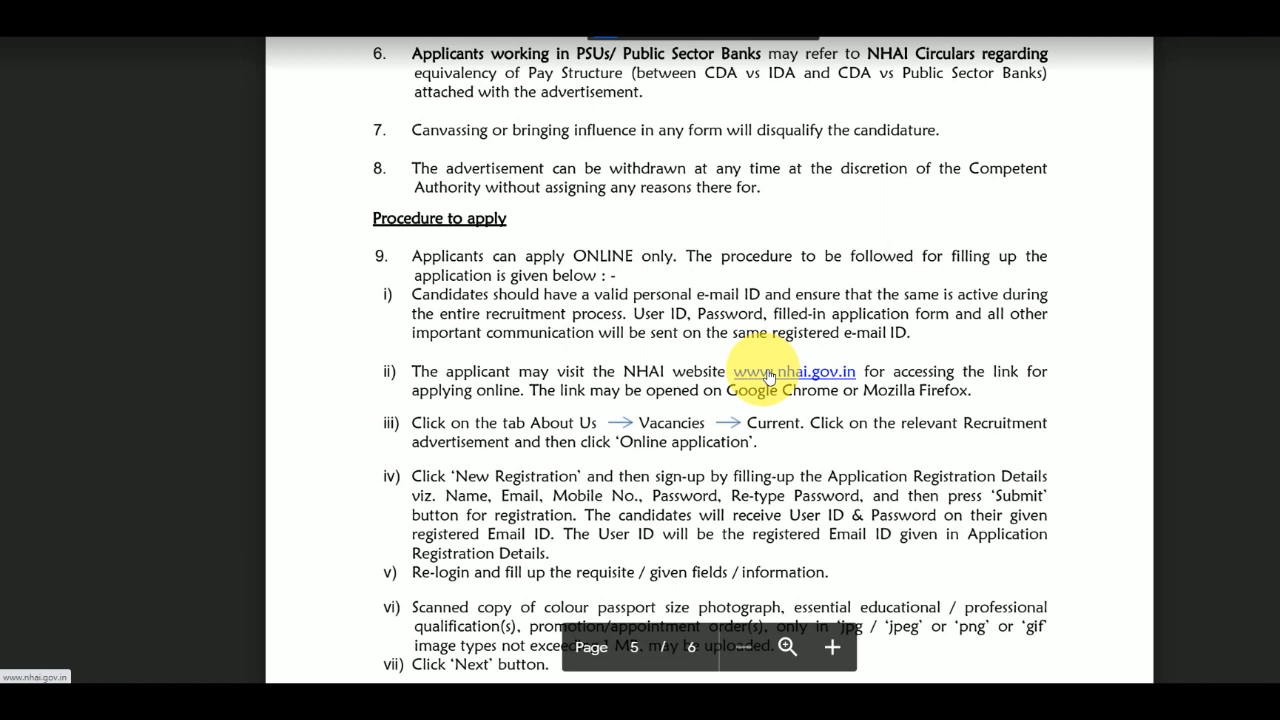 6. Applicants working in PSUs/ Public Sector Banks may refer to NHAI Circulars regarding
equivalency of Pay Structure (between CDA vs IDA and CDA vs Public Sector Banks)
attached with the advertisement.
7. Canvassing or bringing influence in any form will disqualify the candidature.
8. The advertisement can be withdrawn at any time at the discretion of the Competent
Authority without assigning any reasons there for.
Procedure to apply
9. Applicants can apply ONLINE only. The procedure to be followed for filling up the
application is given below : -
i) Candidates should have a valid personal e-mail ID and ensure that the same is active during
the entire recruitment process. User ID, Password, filled-in application form and all other
important communication will be sent on the same registered e-mail ID.
ii) The applicant may visit the NHAI website www.nhai.gov.in for accessing the link for
applying online. The link may be opened on Google Chrome or Mozilla Firefox.
iii) Click on the tab About Us → Vacancies → Current. Click on the relevant Recruitment
advertisement and then click ‘Online application’.
iv) Click ‘New Registration’ and then sign-up by filling-up the Application Registration Details
viz. Name, Email, Mobile No., Password, Re-type Password, and then press ‘Submit’
button for registration. The candidates will receive User ID & Password on their given
registered Email ID. The User ID will be the registered Email ID given in Application
Registration Details.
v) Re-login and fill up the requisite / given fields / information.
vi) Scanned copy of colour passport size photograph, essential educational / professional
qualification(s), promotion/appointment order(s), only in ‘jpg / ‘jpeg’ or ‘png’ or ‘gif’
image types not exceeding 1 MB, may be uploaded.
Page 5 / 6
vii) Click ‘Next’ button.
www.nhai.gov.in